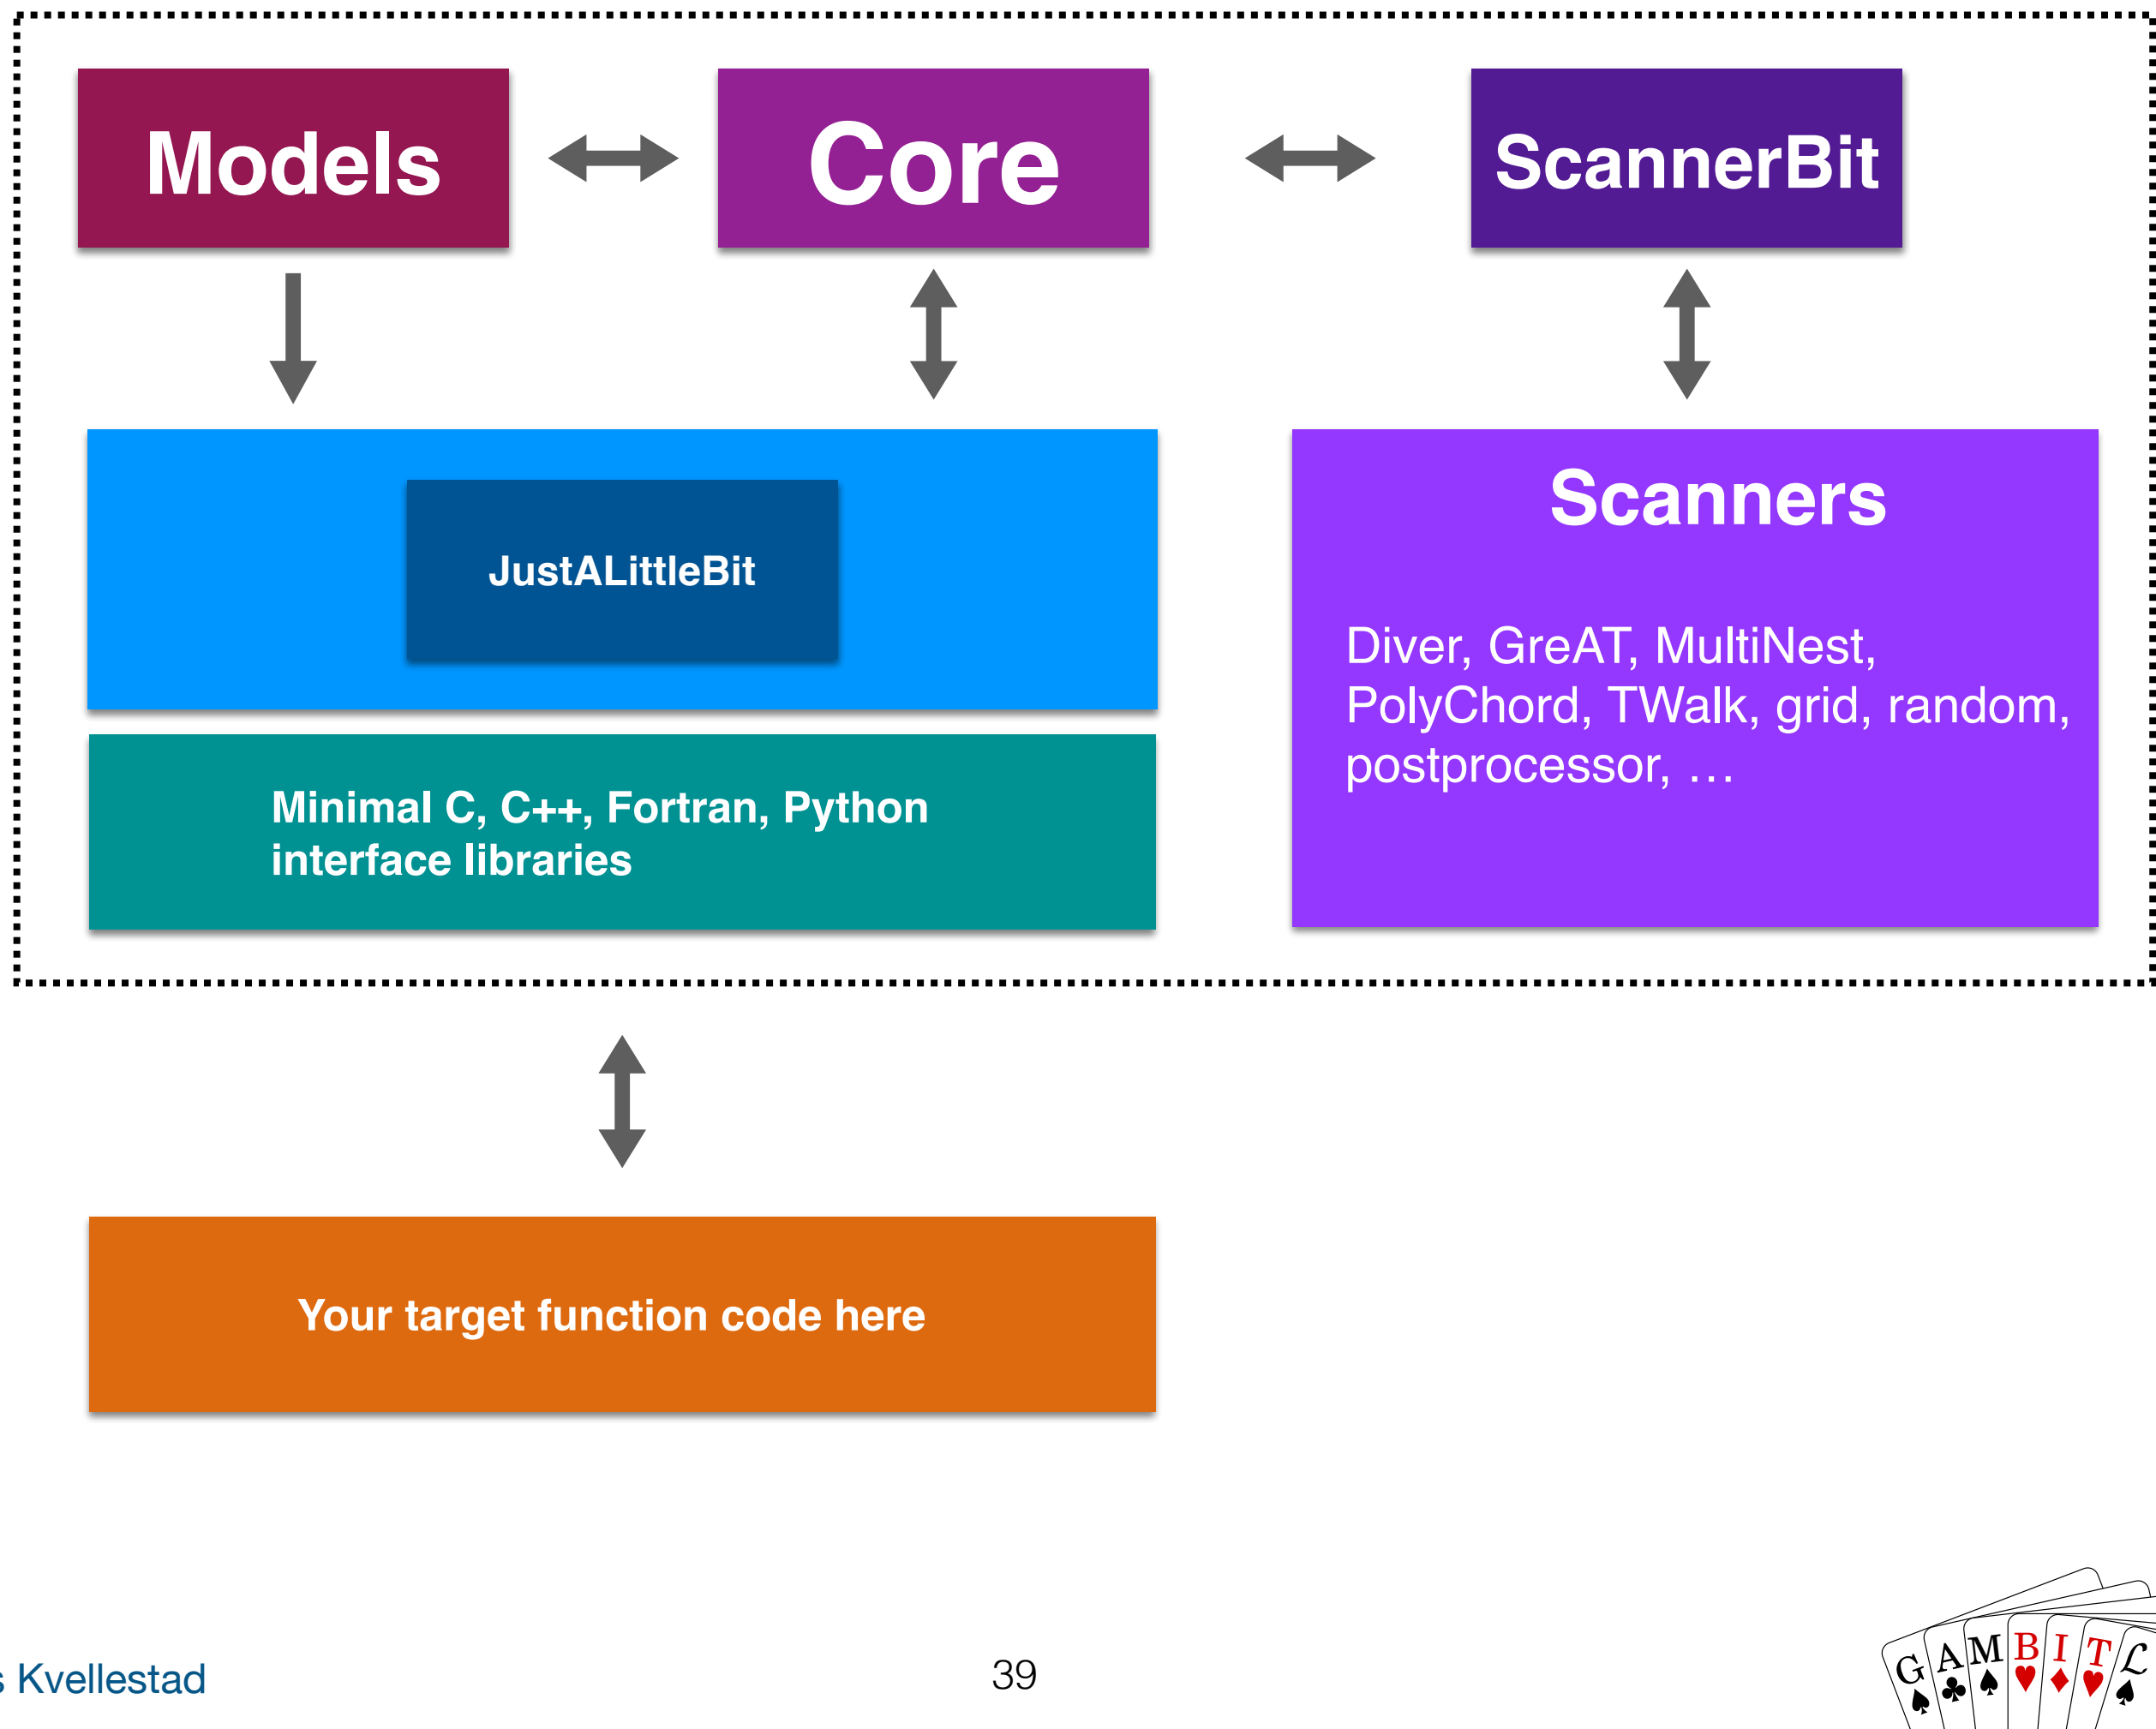 Models
Core
ScannerBit
JustALittleBit
Scanners
Diver, GreAT, MultiNest,
PolyChord, TWalk, grid, random,
postprocessor, …
Minimal C, C++, Fortran, Python
interface libraries
Your target function code here
Kvellestad
39
G A M B I T ℒ